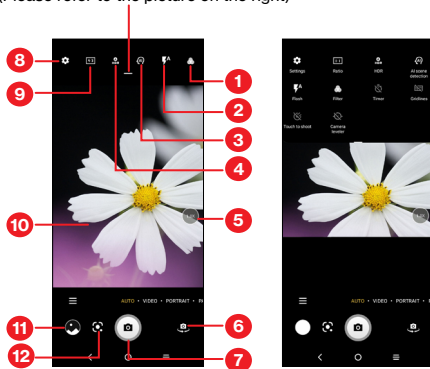 (Please refer to the picture on the right)
8
9
1
2
3
4
5
10
11
12
6
7
AUTO • VIDEO • PORTRAIT •
Settings
Ratio
HDR
AI scene
detection
Flash
Filter
Timer
Gridlines
Touch to shoot
Camera
leveler
AUTO • VIDEO • PORTRAIT •